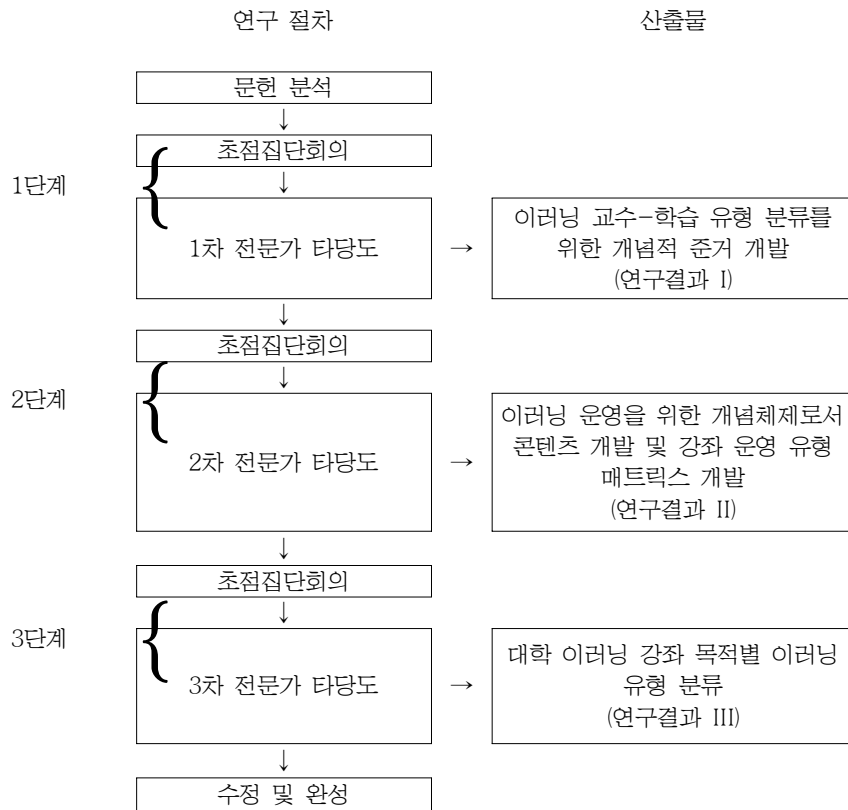 연구 절차
산출물
문헌 분석
↓
초점집단회의
1단계
{
↓
1차 전문가 타당도
→
이러닝 교수-학습 유형 분류를
위한 개념적 준거 개발
(연구결과 I)
↓
초점집단회의
2단계
{
↓
2차 전문가 타당도
→
이러닝 운영을 위한 개념체제로서
콘텐츠 개발 및 강좌 운영 유형
매트릭스 개발
(연구결과 II)
↓
초점집단회의
3단계
{
↓
3차 전문가 타당도
→
대학 이러닝 강좌 목적별 이러닝
유형 분류
(연구결과 III)
↓
수정 및 완성